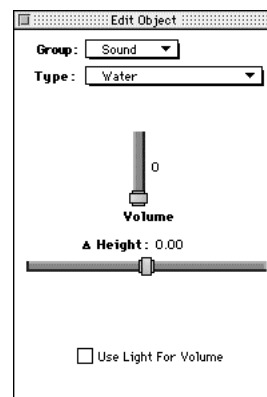 Edit Object
Group: Sound
Type: Water
0
Volume
Δ Height: 0.00
Use Light For Volume